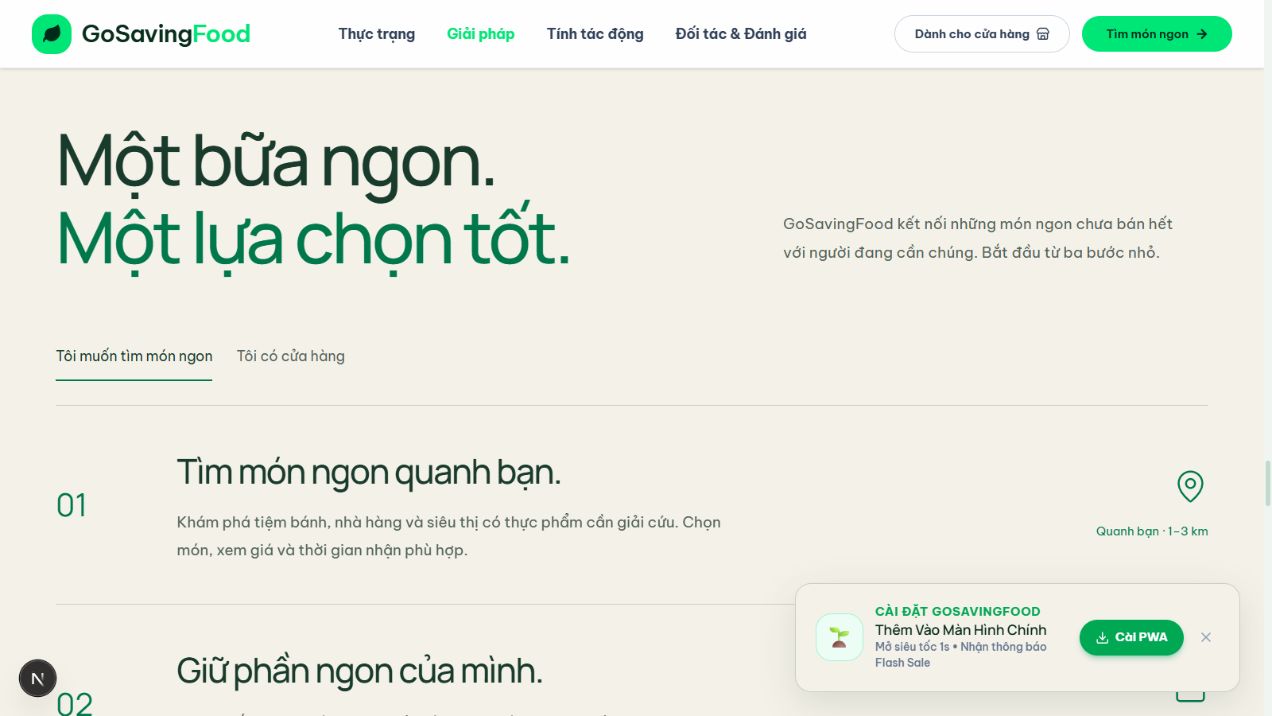 GoSavingFood
Thực trạng
Giải pháp
Tính tác động
Đối tác & Đánh giá
Dành cho cửa hàng
Tìm món ngon
Một bữa ngon.
Một lựa chọn tốt.
GoSavingFood kết nối những món ngon chưa bán hết
với người đang cần chúng. Bắt đầu từ ba bước nhỏ.
Tôi muốn tìm món ngon
Tôi có cửa hàng
01
Tìm món ngon quanh bạn.
Khám phá tiệm bánh, nhà hàng và siêu thị có thực phẩm cần giải cứu. Chọn
món, xem giá và thời gian nhận phù hợp.
Quanh bạn · 1–3 km
02
Giữ phần ngon của mình.
CÀI ĐẶT GOSAVINGFOOD
Thêm Vào Màn Hình Chính
Mở siêu tốc 1s • Nhận thông báo
Flash Sale
Cài PWA
N